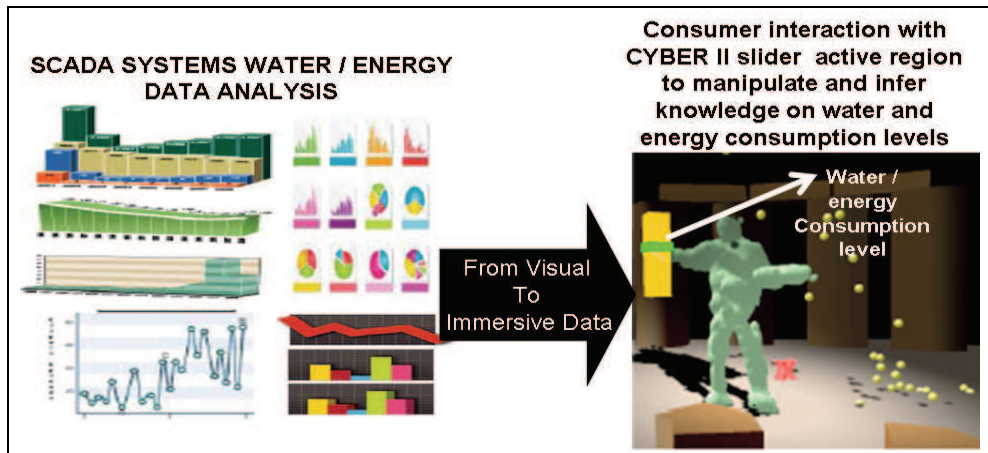 SCADA SYSTEMS WATER / ENERGY
DATA ANALYSIS
Consumer interaction with
CYBER II slider active region
to manipulate and infer
knowledge on water and
energy consumption levels
From Visual
To
Immersive Data
Water /
energy
Consumption
level